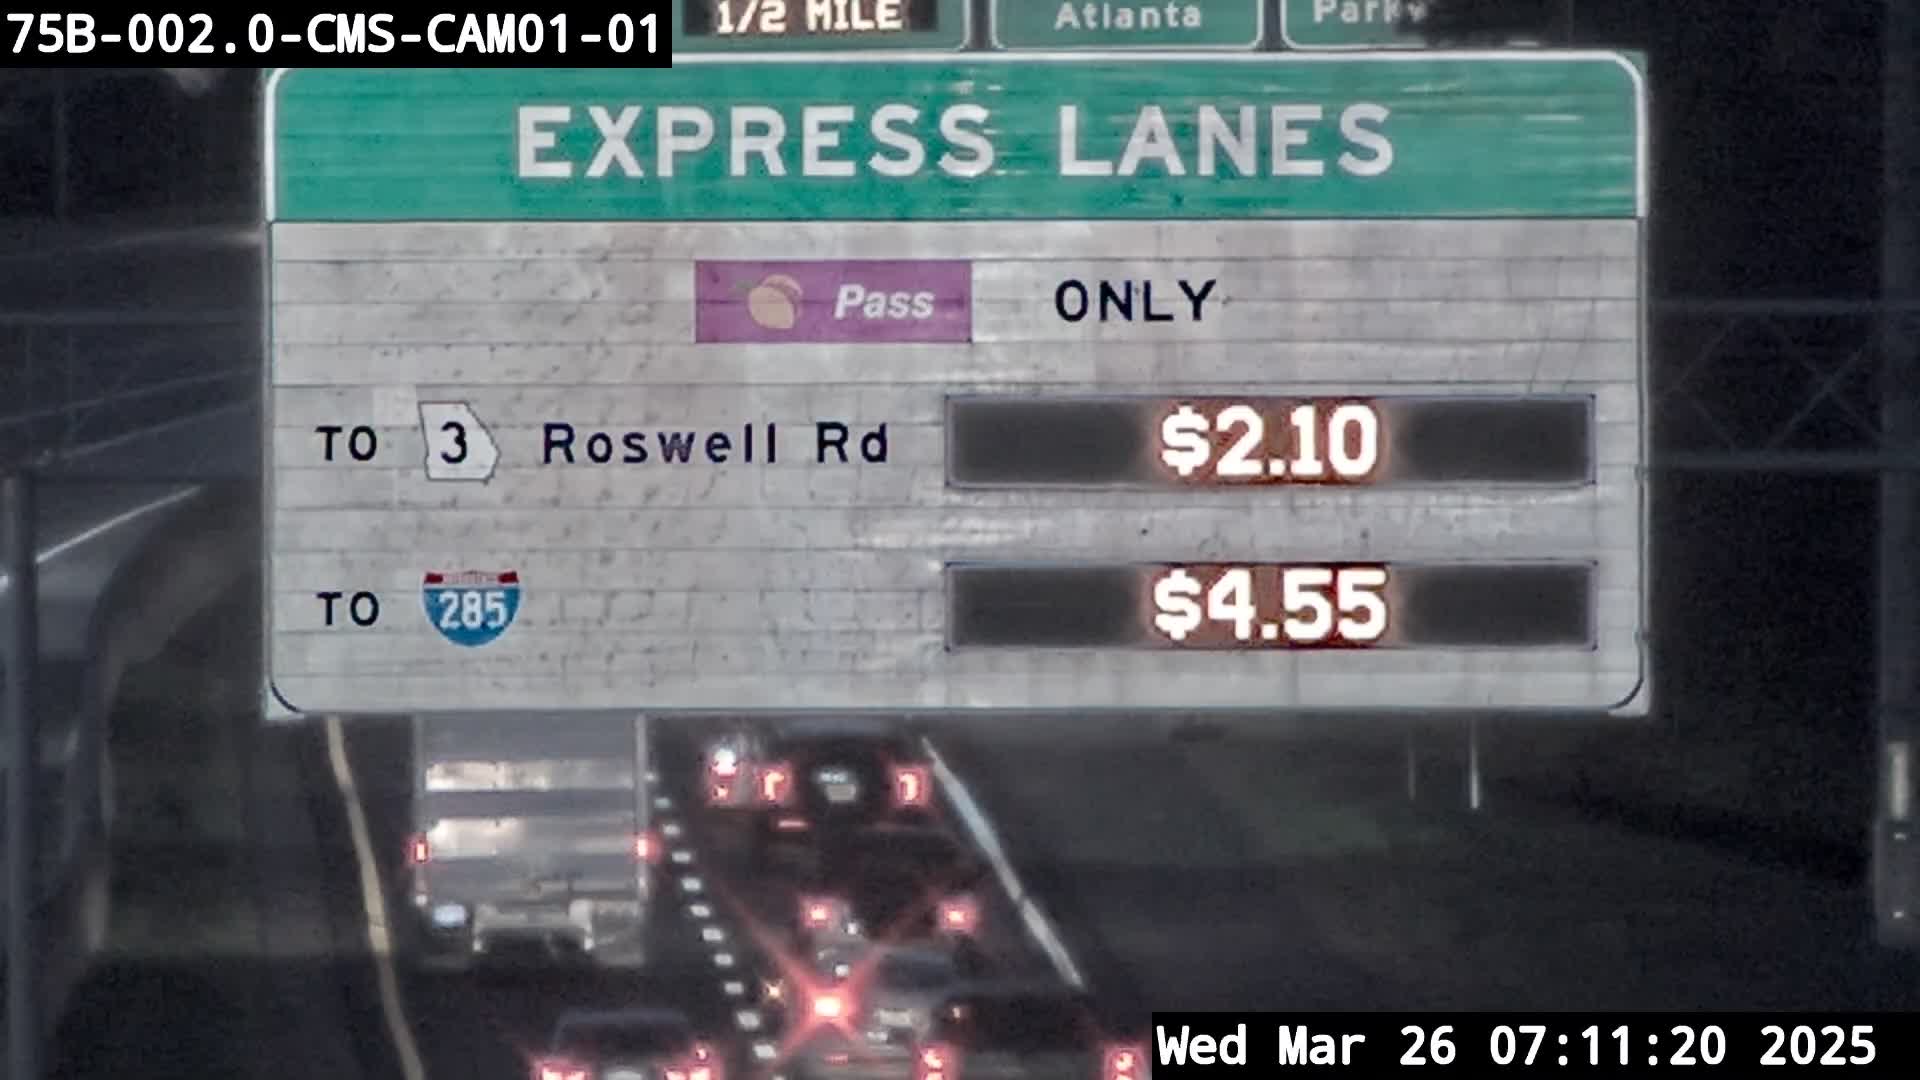 75B-002.0-CMS-CAM01-01
1/2 MILE
Atlanta
EXPRESS LANES
Pass ONLY
TO 3 Roswell Rd $2.10
TO 285 $4.55
Wed Mar 26 07:11:20 2025